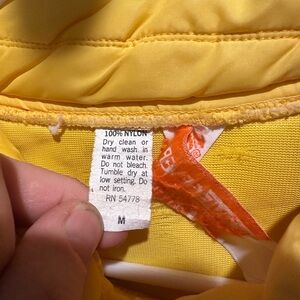 100% NYLON
Dry clean or
hand wash in
warm water.
Do not bleach.
Tumble dry at
low setting. Do
not iron.
RN 54778
M